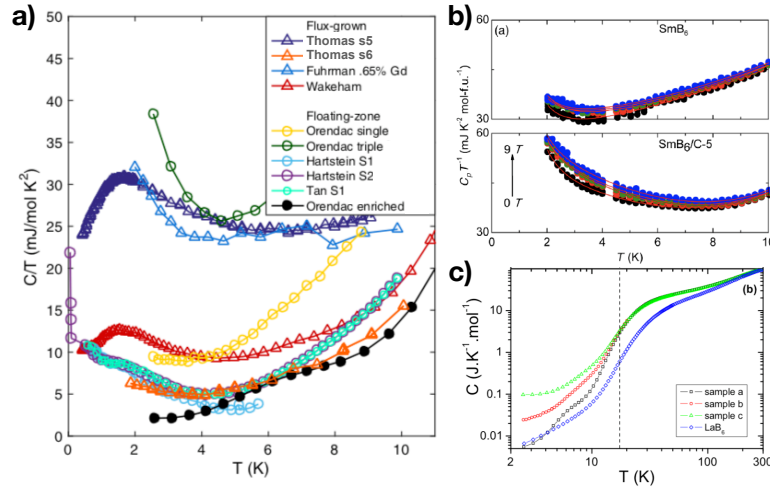 a)
C/T (mJ/mol K²)
45
40
35
30
25
20
15
10
5
0
0 2 4 6 8 10
T (K)
Flux-grown
Thomas s5
Thomas s6
Fuhrman .65% Gd
Wakeham
Floating-zone
Orendac single
Orendac triple
Hartstein S1
Hartstein S2
Tan S1
Orendac enriched
b)
(a)
SmB₆
60
30
SmB₆/C-5
60
30
9 T
0 T
Cₚ T⁻¹ (mJ K⁻² mol-f.u.⁻¹)
0 2 4 6 8 10
T (K)
c)
(b)
C (J.K⁻¹.mol⁻¹)
10
1
0.1
0.01
sample a
sample b
sample c
LaB₆
2 10 100 300
T (K)